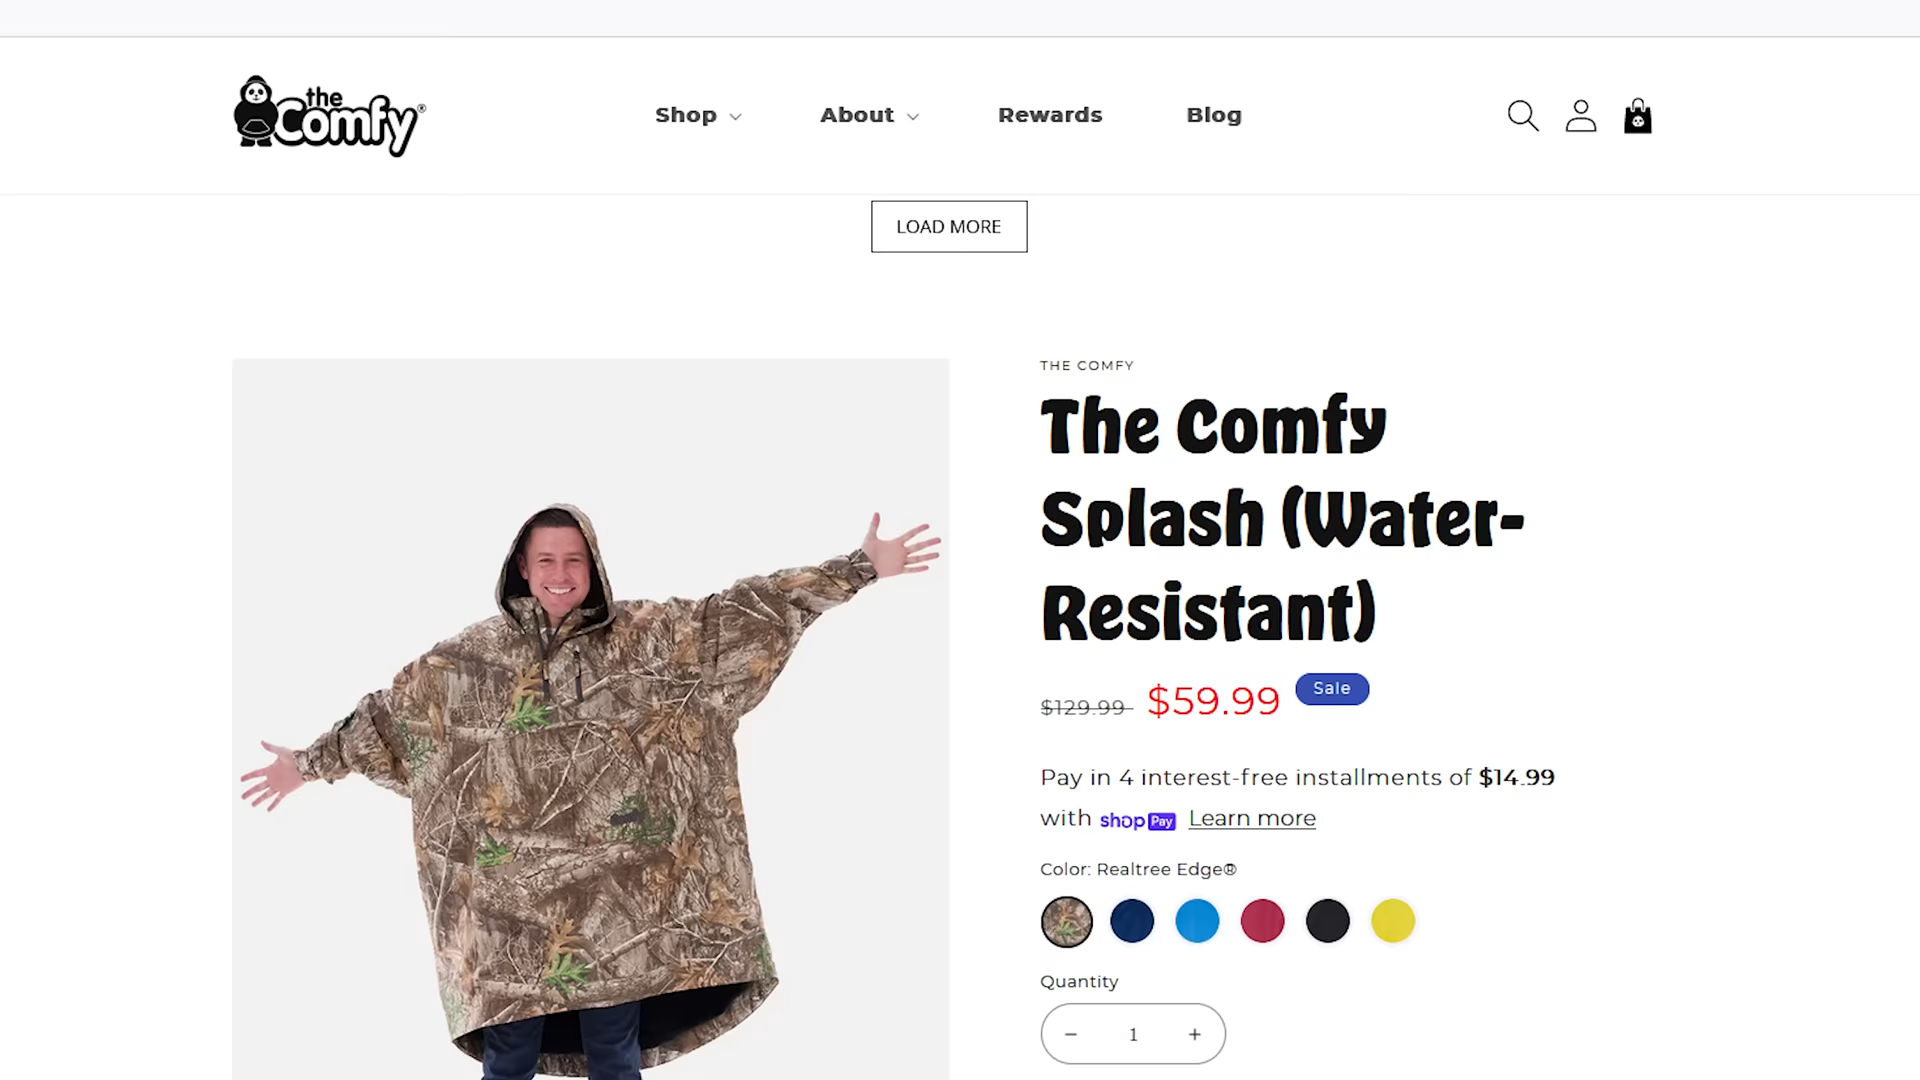 the
Comfy®
Shop
About
Rewards
Blog
LOAD MORE
THE COMFY
The Comfy
Splash (Water-
Resistant)
$129.99 $59.99 Sale
Pay in 4 interest-free installments of $14.99
with shop Pay Learn more
Color: Realtree Edge®
Quantity
− 1 +